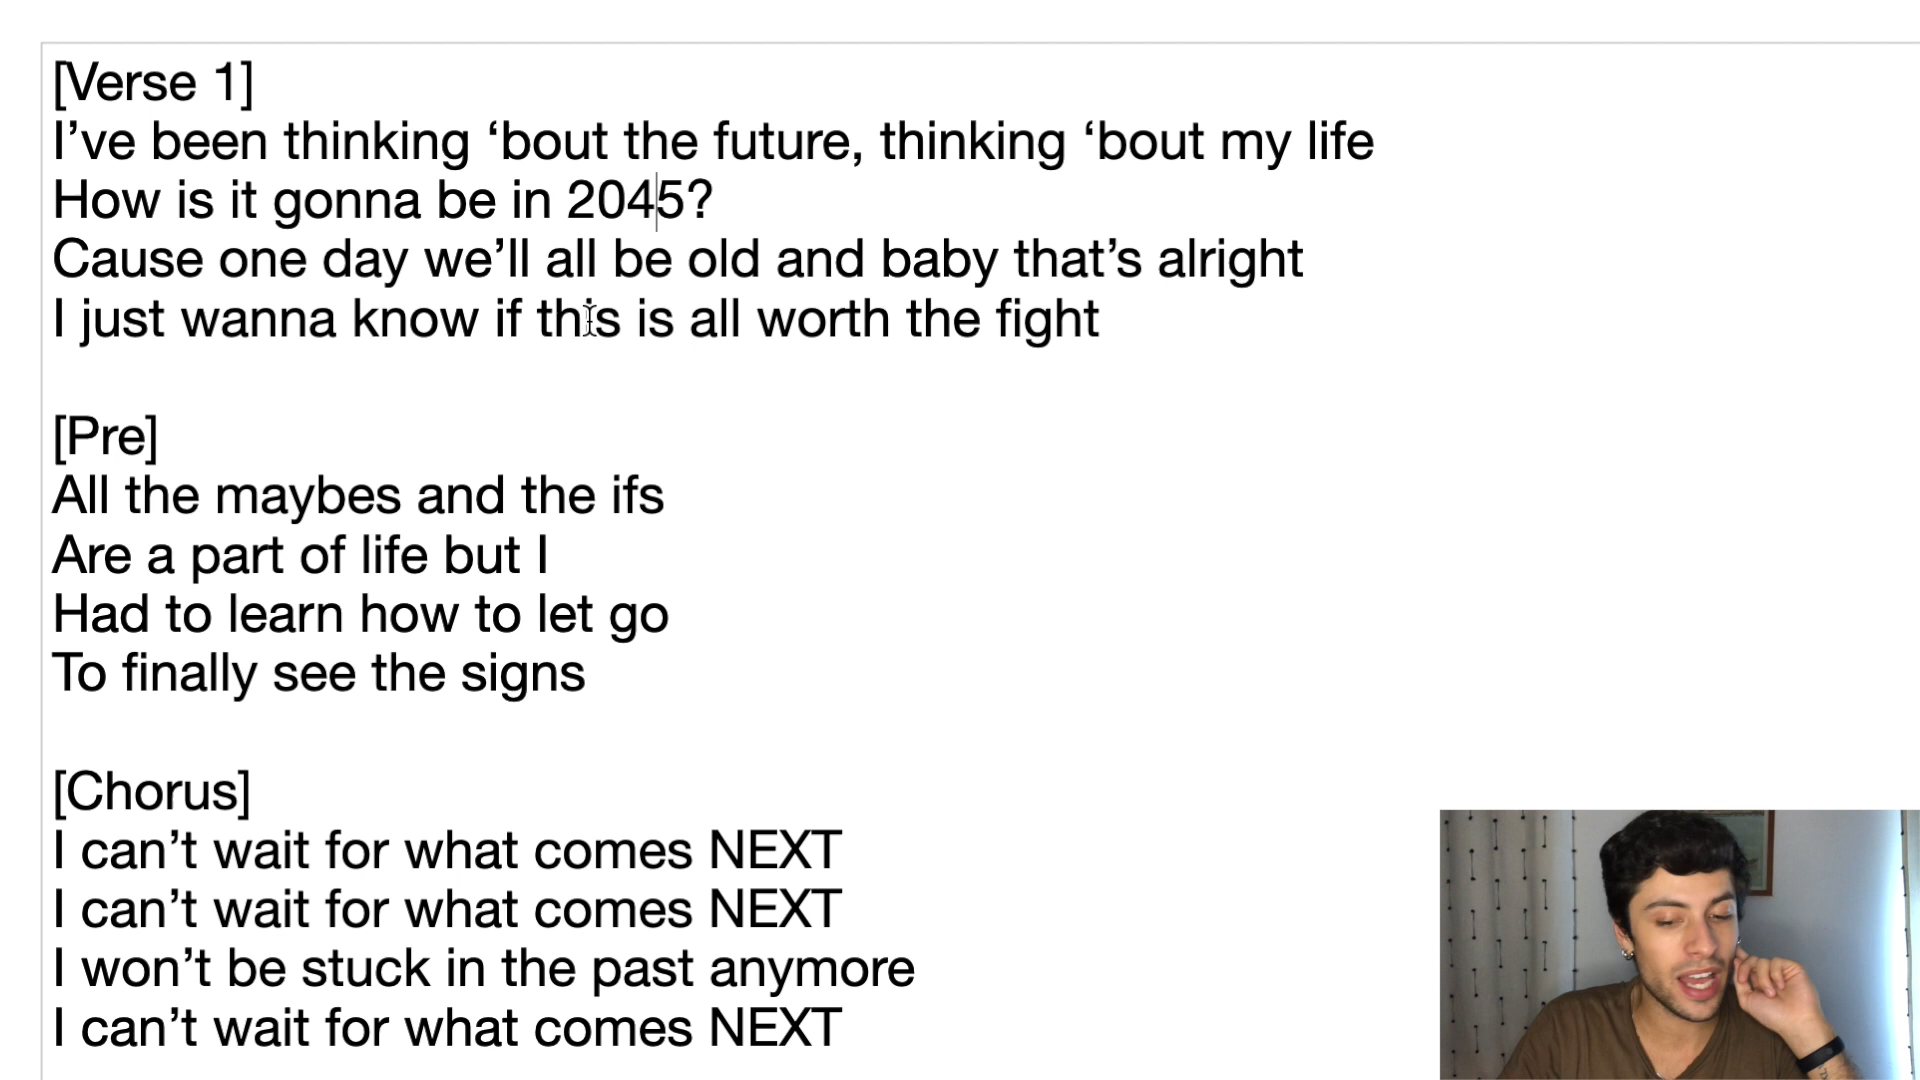 [Verse 1]
I’ve been thinking ‘bout the future, thinking ‘bout my life
How is it gonna be in 2045?
Cause one day we’ll all be old and baby that’s alright
I just wanna know if this is all worth the fight
[Pre]
All the maybes and the ifs
Are a part of life but I
Had to learn how to let go
To finally see the signs
[Chorus]
I can’t wait for what comes NEXT
I can’t wait for what comes NEXT
I won’t be stuck in the past anymore
I can’t wait for what comes NEXT